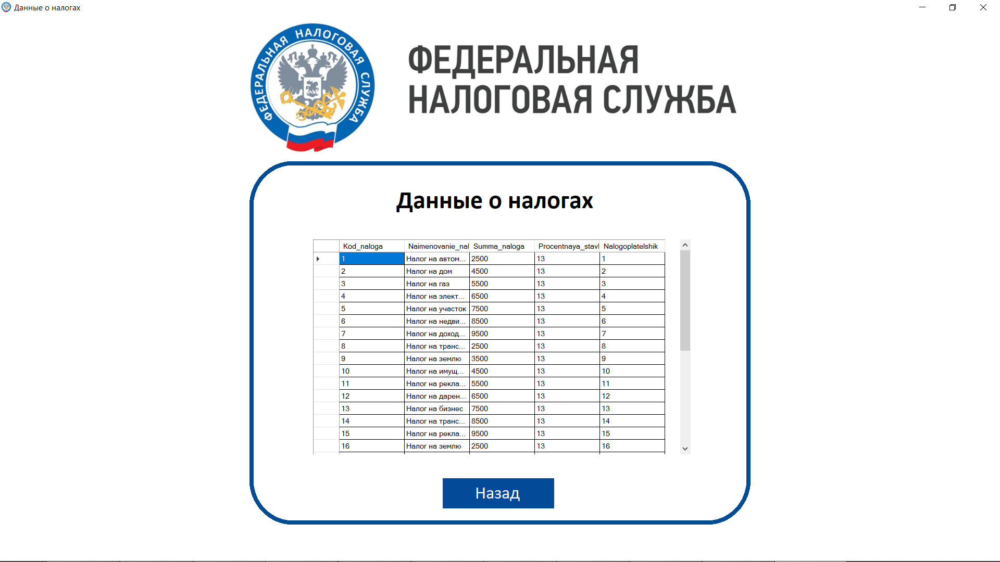 Данные о налогах
ФЕДЕРАЛЬНАЯ НАЛОГОВАЯ СЛУЖБА
ФЕДЕРАЛЬНАЯ
НАЛОГОВАЯ СЛУЖБА
Данные о налогах
Kod_naloga Naimenovanie_nal Summa_naloga Procentnaya_stavl Nalogoplatelshik
1 Налог на автом... 2500 13 1
2 Налог на дом 4500 13 2
3 Налог на газ 5500 13 3
4 Налог на элект... 6500 13 4
5 Налог на участок 7500 13 5
6 Налог на недви... 8500 13 6
7 Налог на доход... 9500 13 7
8 Налог на транс... 2500 13 8
9 Налог на землю 3500 13 9
10 Налог на имущ... 4500 13 10
11 Налог на рекла... 5500 13 11
12 Налог на дарен... 6500 13 12
13 Налог на бизнес 7500 13 13
14 Налог на транс... 8500 13 14
15 Налог на рекла... 9500 13 15
16 Налог на землю 2500 13 16
Назад